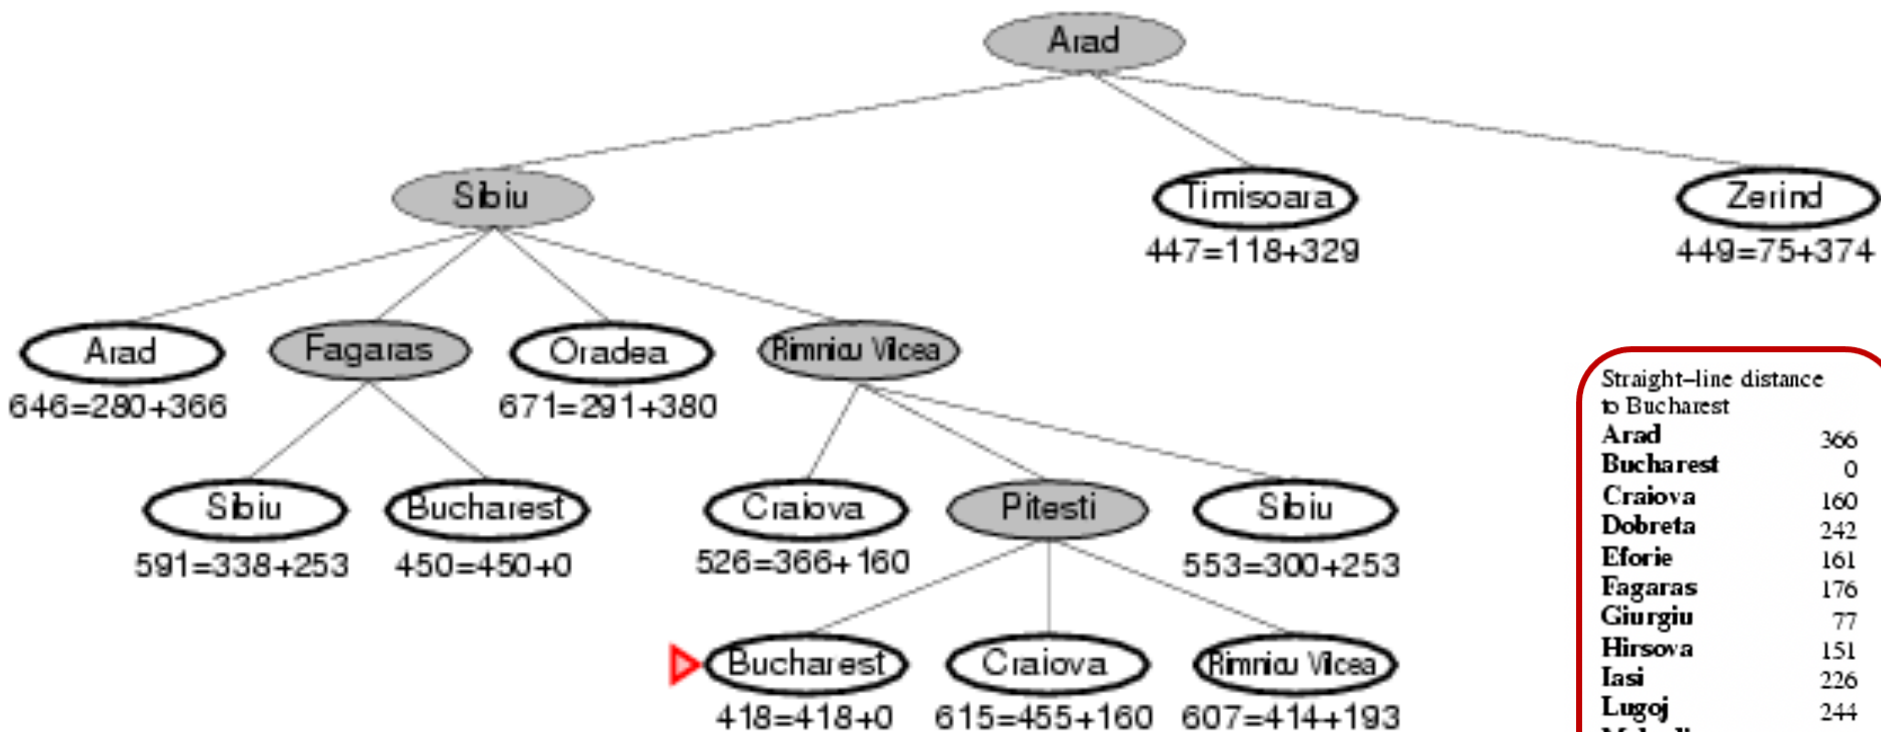 Arad
Sibiu
Timisoara
Zerind
447=118+329
449=75+374
Arad
Fagaras
Oradea
Rimnicu Vilcea
646=280+366
671=291+380
Sibiu
Bucharest
Craiova
Pitesti
Sibiu
591=338+253
450=450+0
526=366+160
553=300+253
Bucharest
Craiova
Rimnicu Vilcea
418=418+0
615=455+160
607=414+193
Straight-line distance
to Bucharest
Arad 366
Bucharest 0
Craiova 160
Dobreta 242
Eforie 161
Fagaras 176
Giurgiu 77
Hirsova 151
Iasi 226
Lugoj 244